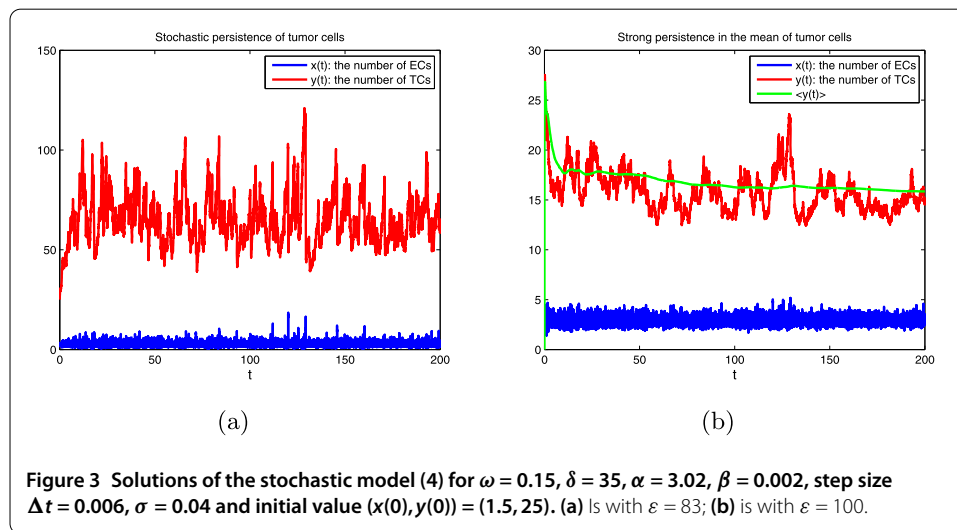 Stochastic persistence of tumor cells
150
100
50
0
0 50 100 150 200
t
x(t): the number of ECs
y(t): the number of TCs
(a)
Strong persistence in the mean of tumor cells
30
25
20
15
10
5
0
0 50 100 150 200
t
x(t): the number of ECs
y(t): the number of TCs
<y(t)>
(b)
Figure 3 Solutions of the stochastic model (4) for ω = 0.15, δ = 35, α = 3.02, β = 0.002, step size
Δt = 0.006, σ = 0.04 and initial value (x(0), y(0)) = (1.5, 25). (a) Is with ε = 83; (b) is with ε = 100.